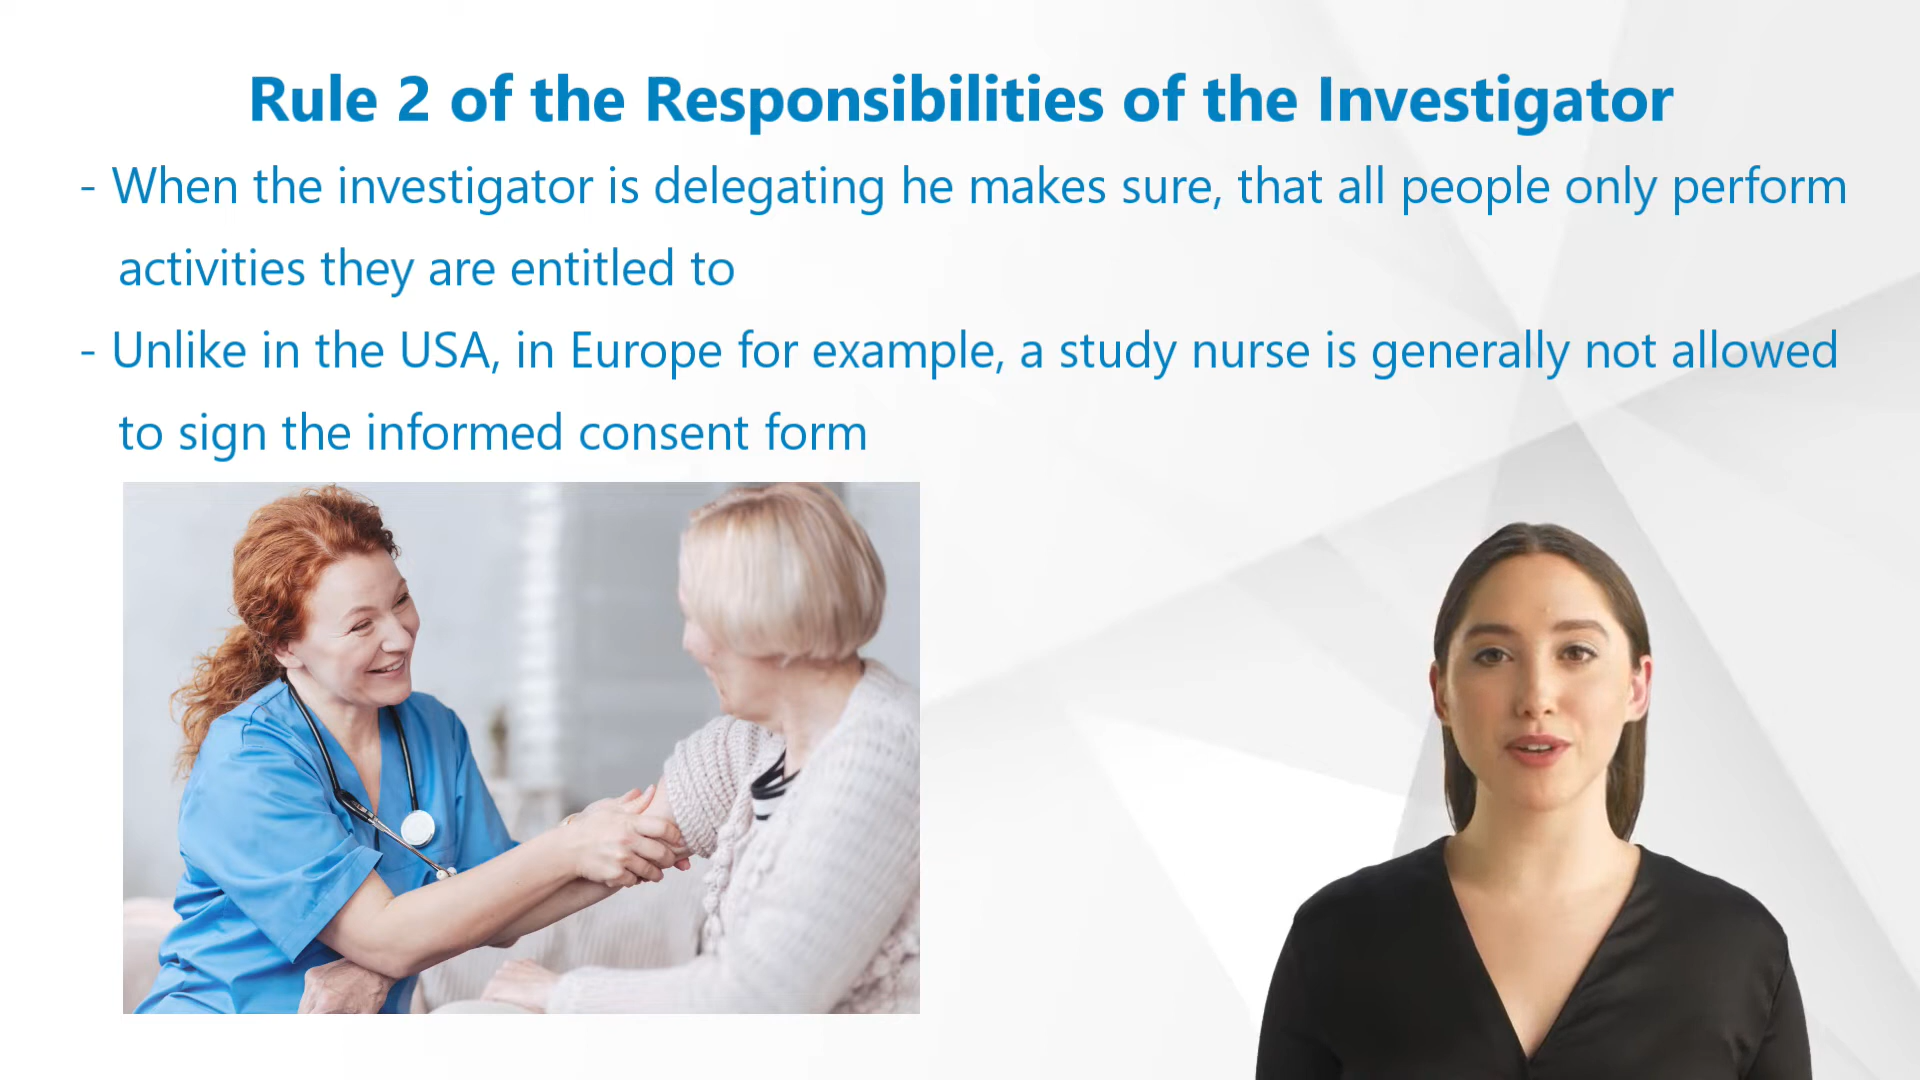 Rule 2 of the Responsibilities of the Investigator
- When the investigator is delegating he makes sure, that all people only perform
activities they are entitled to
- Unlike in the USA, in Europe for example, a study nurse is generally not allowed
to sign the informed consent form